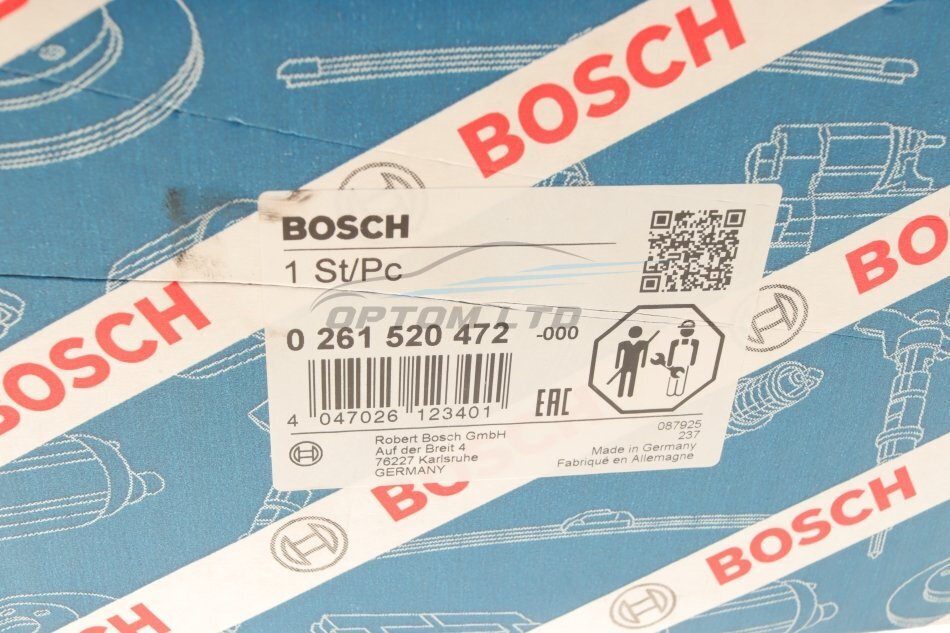 BOSCH
BOSCH
1 St/Pc
OPTOM LTD
0 261 520 472 -000
4 047026 123401
EAC
Robert Bosch GmbH
Auf der Breit 4
76227 Karlsruhe
GERMANY
087925
237
Made in Germany
Fabriqué en Allemagne
BOSCH
BOSCH
BOSCH
BOSCH